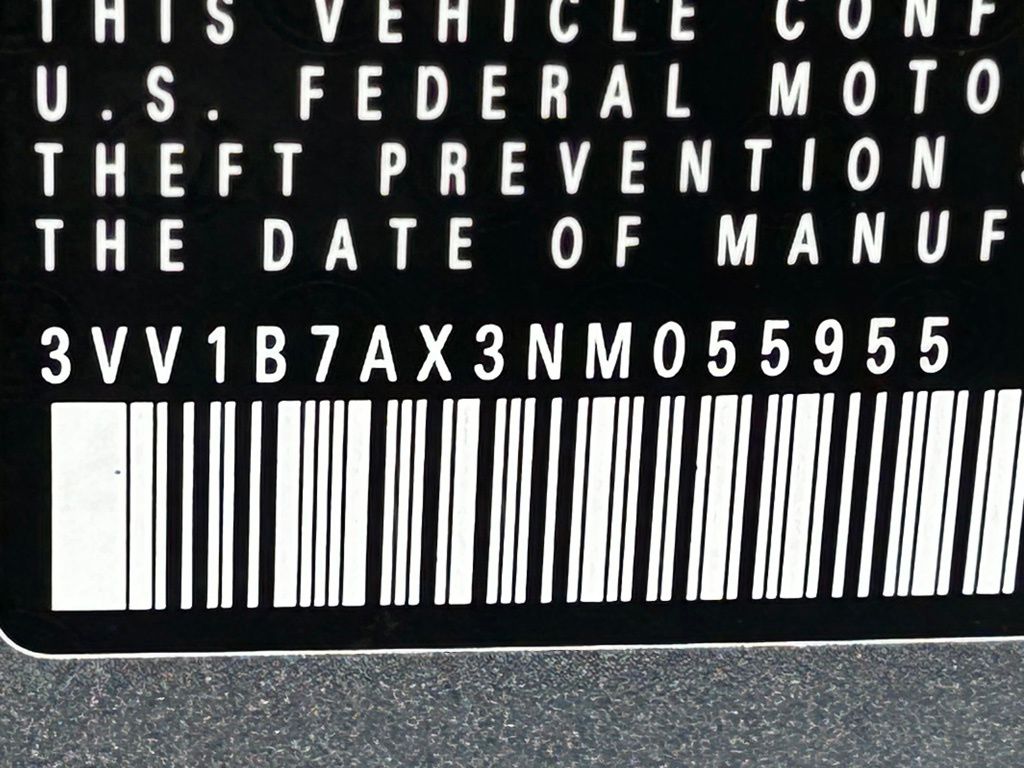 THIS VEHICLE CONF
U.S. FEDERAL MOTO
THEFT PREVENTION
THE DATE OF MANUF
3VV1B7AX3NM055955